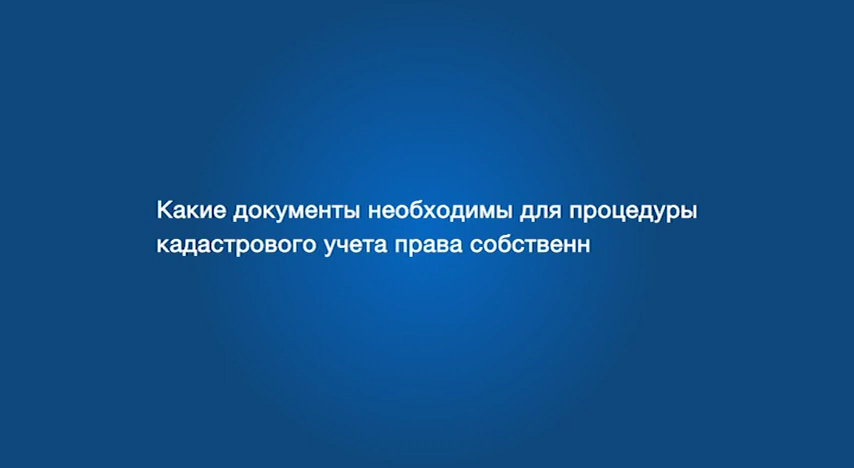 Какие документы необходимы для процедуры
кадастрового учета права собственн